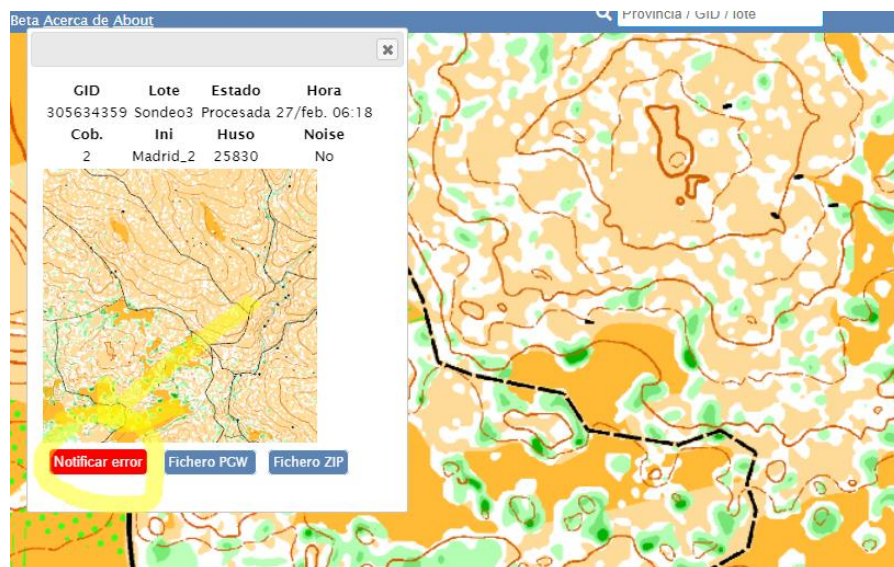 Beta Acerca de About
Provincia / GID / lote
GID Lote Estado Hora
305634359 Sondeo3 Procesada 27/feb. 06:18
Cob. Ini Huso Noise
2 Madrid_2 25830 No
Notificar error Fichero PGW Fichero ZIP